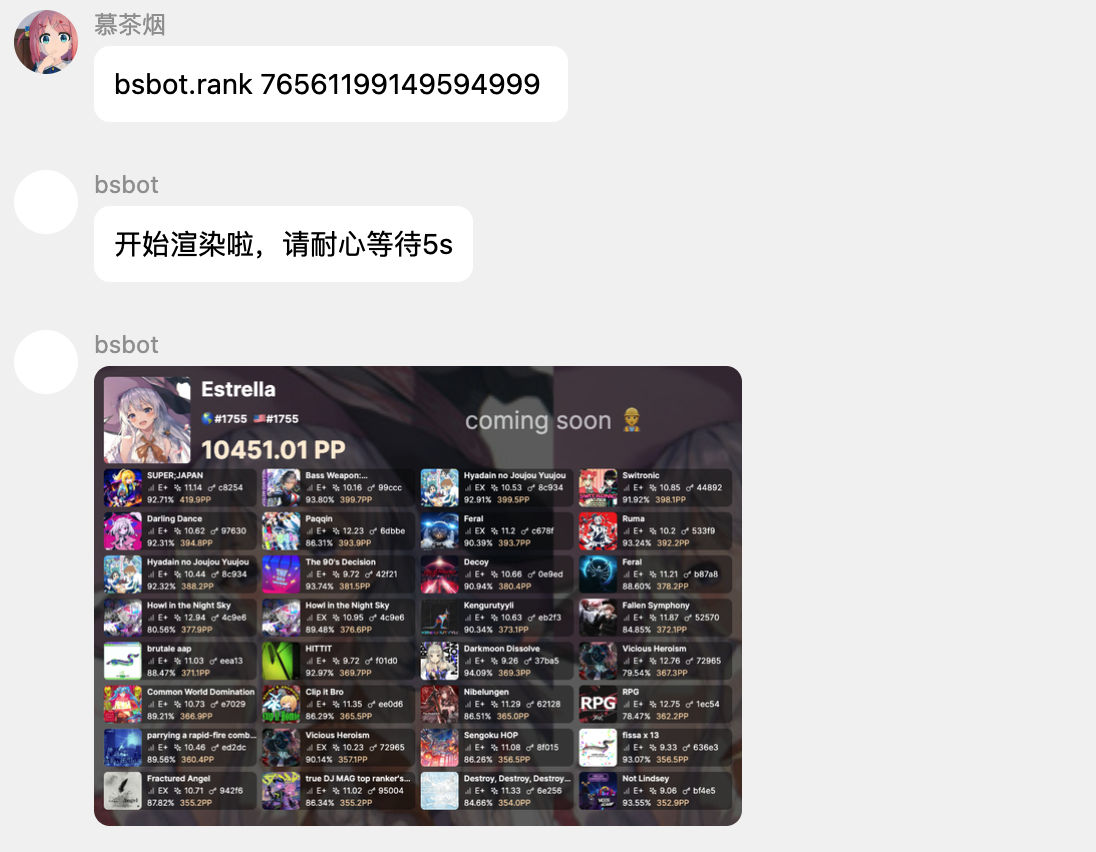 慕茶烟
bsbot.rank 76561199149594999
bsbot
开始渲染啦，请耐心等待5s
bsbot
Estrella
#1755 #1755
coming soon
10451.01 PP
SUPER;JAPAN
E+ 11.14 c8254
92.71% 419.9PP
Bass Weapon:...
E+ 10.16 99ccc
93.80% 399.7PP
Hyadain no Joujou Yuujou
EX 10.53 8c934
92.91% 399.5PP
Switronic
E+ 10.85 44892
91.92% 398.1PP
Darling Dance
E+ 10.62 97630
92.31% 394.8PP
Paqqin
E+ 12.23 6dbbe
86.31% 393.9PP
Feral
EX 11.2 c678f
90.39% 393.7PP
Ruma
E+ 10.2 533f9
93.24% 392.2PP
Hyadain no Joujou Yuujou
E+ 10.44 8c934
92.32% 388.2PP
The 90's Decision
E+ 9.72 42f21
93.74% 381.5PP
Decoy
E+ 10.66 0e9ed
90.94% 380.4PP
Feral
E+ 11.21 b87a8
88.60% 378.2PP
Howl in the Night Sky
E+ 12.94 4c9e6
80.56% 377.9PP
Howl in the Night Sky
EX 10.95 4c9e6
89.48% 376.6PP
Kengurutyyli
E+ 10.63 eb2f3
90.34% 373.1PP
Fallen Symphony
E+ 11.87 52570
84.85% 372.1PP
brutale aap
E+ 11.03 eea13
88.47% 371.1PP
HITTIT
E+ 9.72 f01d0
92.97% 369.7PP
Darkmoon Dissolve
E+ 9.26 37ba5
94.09% 369.3PP
Vicious Heroism
E+ 12.76 72965
79.54% 367.3PP
Common World Domination
E+ 10.73 e7029
89.21% 366.9PP
Clip it Bro
E+ 11.35 ee0d6
86.29% 365.5PP
Nibelungen
E+ 11.29 62128
86.51% 365.0PP
RPG
RPG
E+ 12.75 1ec54
78.47% 362.2PP
parrying a rapid-fire comb...
E+ 10.46 ed2dc
89.56% 360.4PP
Vicious Heroism
EX 10.23 72965
90.14% 357.1PP
Sengoku HOP
E+ 11.08 8f015
86.26% 356.5PP
fissa x 13
E+ 9.33 636e3
93.07% 356.5PP
Fractured Angel
EX 10.71 942f6
87.82% 355.2PP
true DJ MAG top ranker's...
E+ 11.02 95004
86.34% 355.2PP
Destroy, Destroy, Destroy...
E+ 11.33 6e256
84.66% 354.0PP
Not Lindsey
E+ 9.06 bf4e5
93.55% 352.9PP